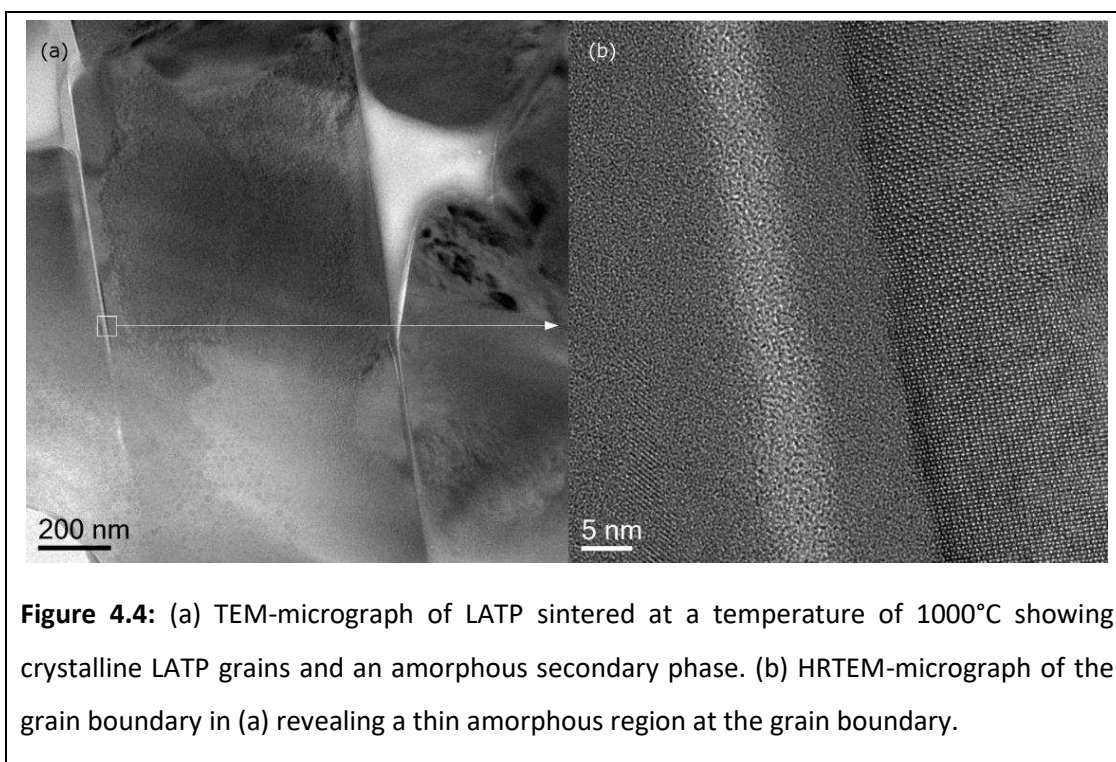 (a)
(b)
200 nm
5 nm
Figure 4.4: (a) TEM-micrograph of LATP sintered at a temperature of 1000°C showing
crystalline LATP grains and an amorphous secondary phase. (b) HRTEM-micrograph of the
grain boundary in (a) revealing a thin amorphous region at the grain boundary.